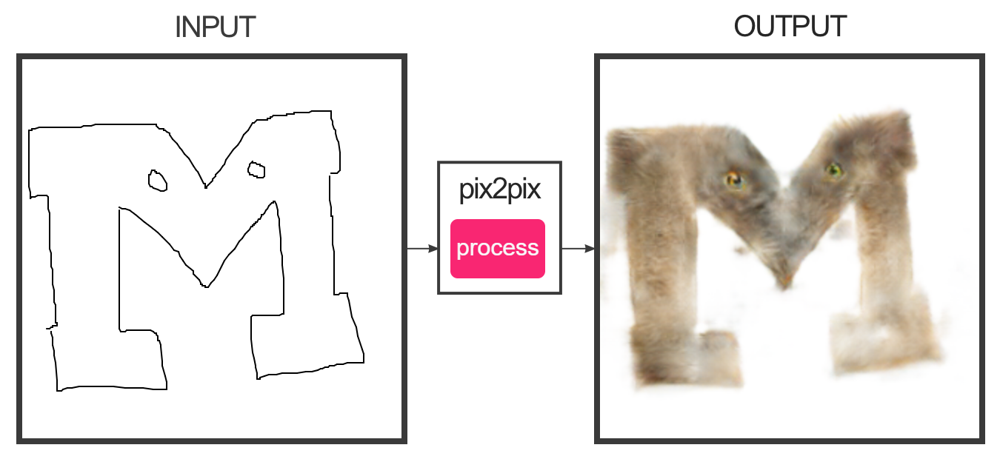 INPUT
OUTPUT
M
pix2pix
process
M